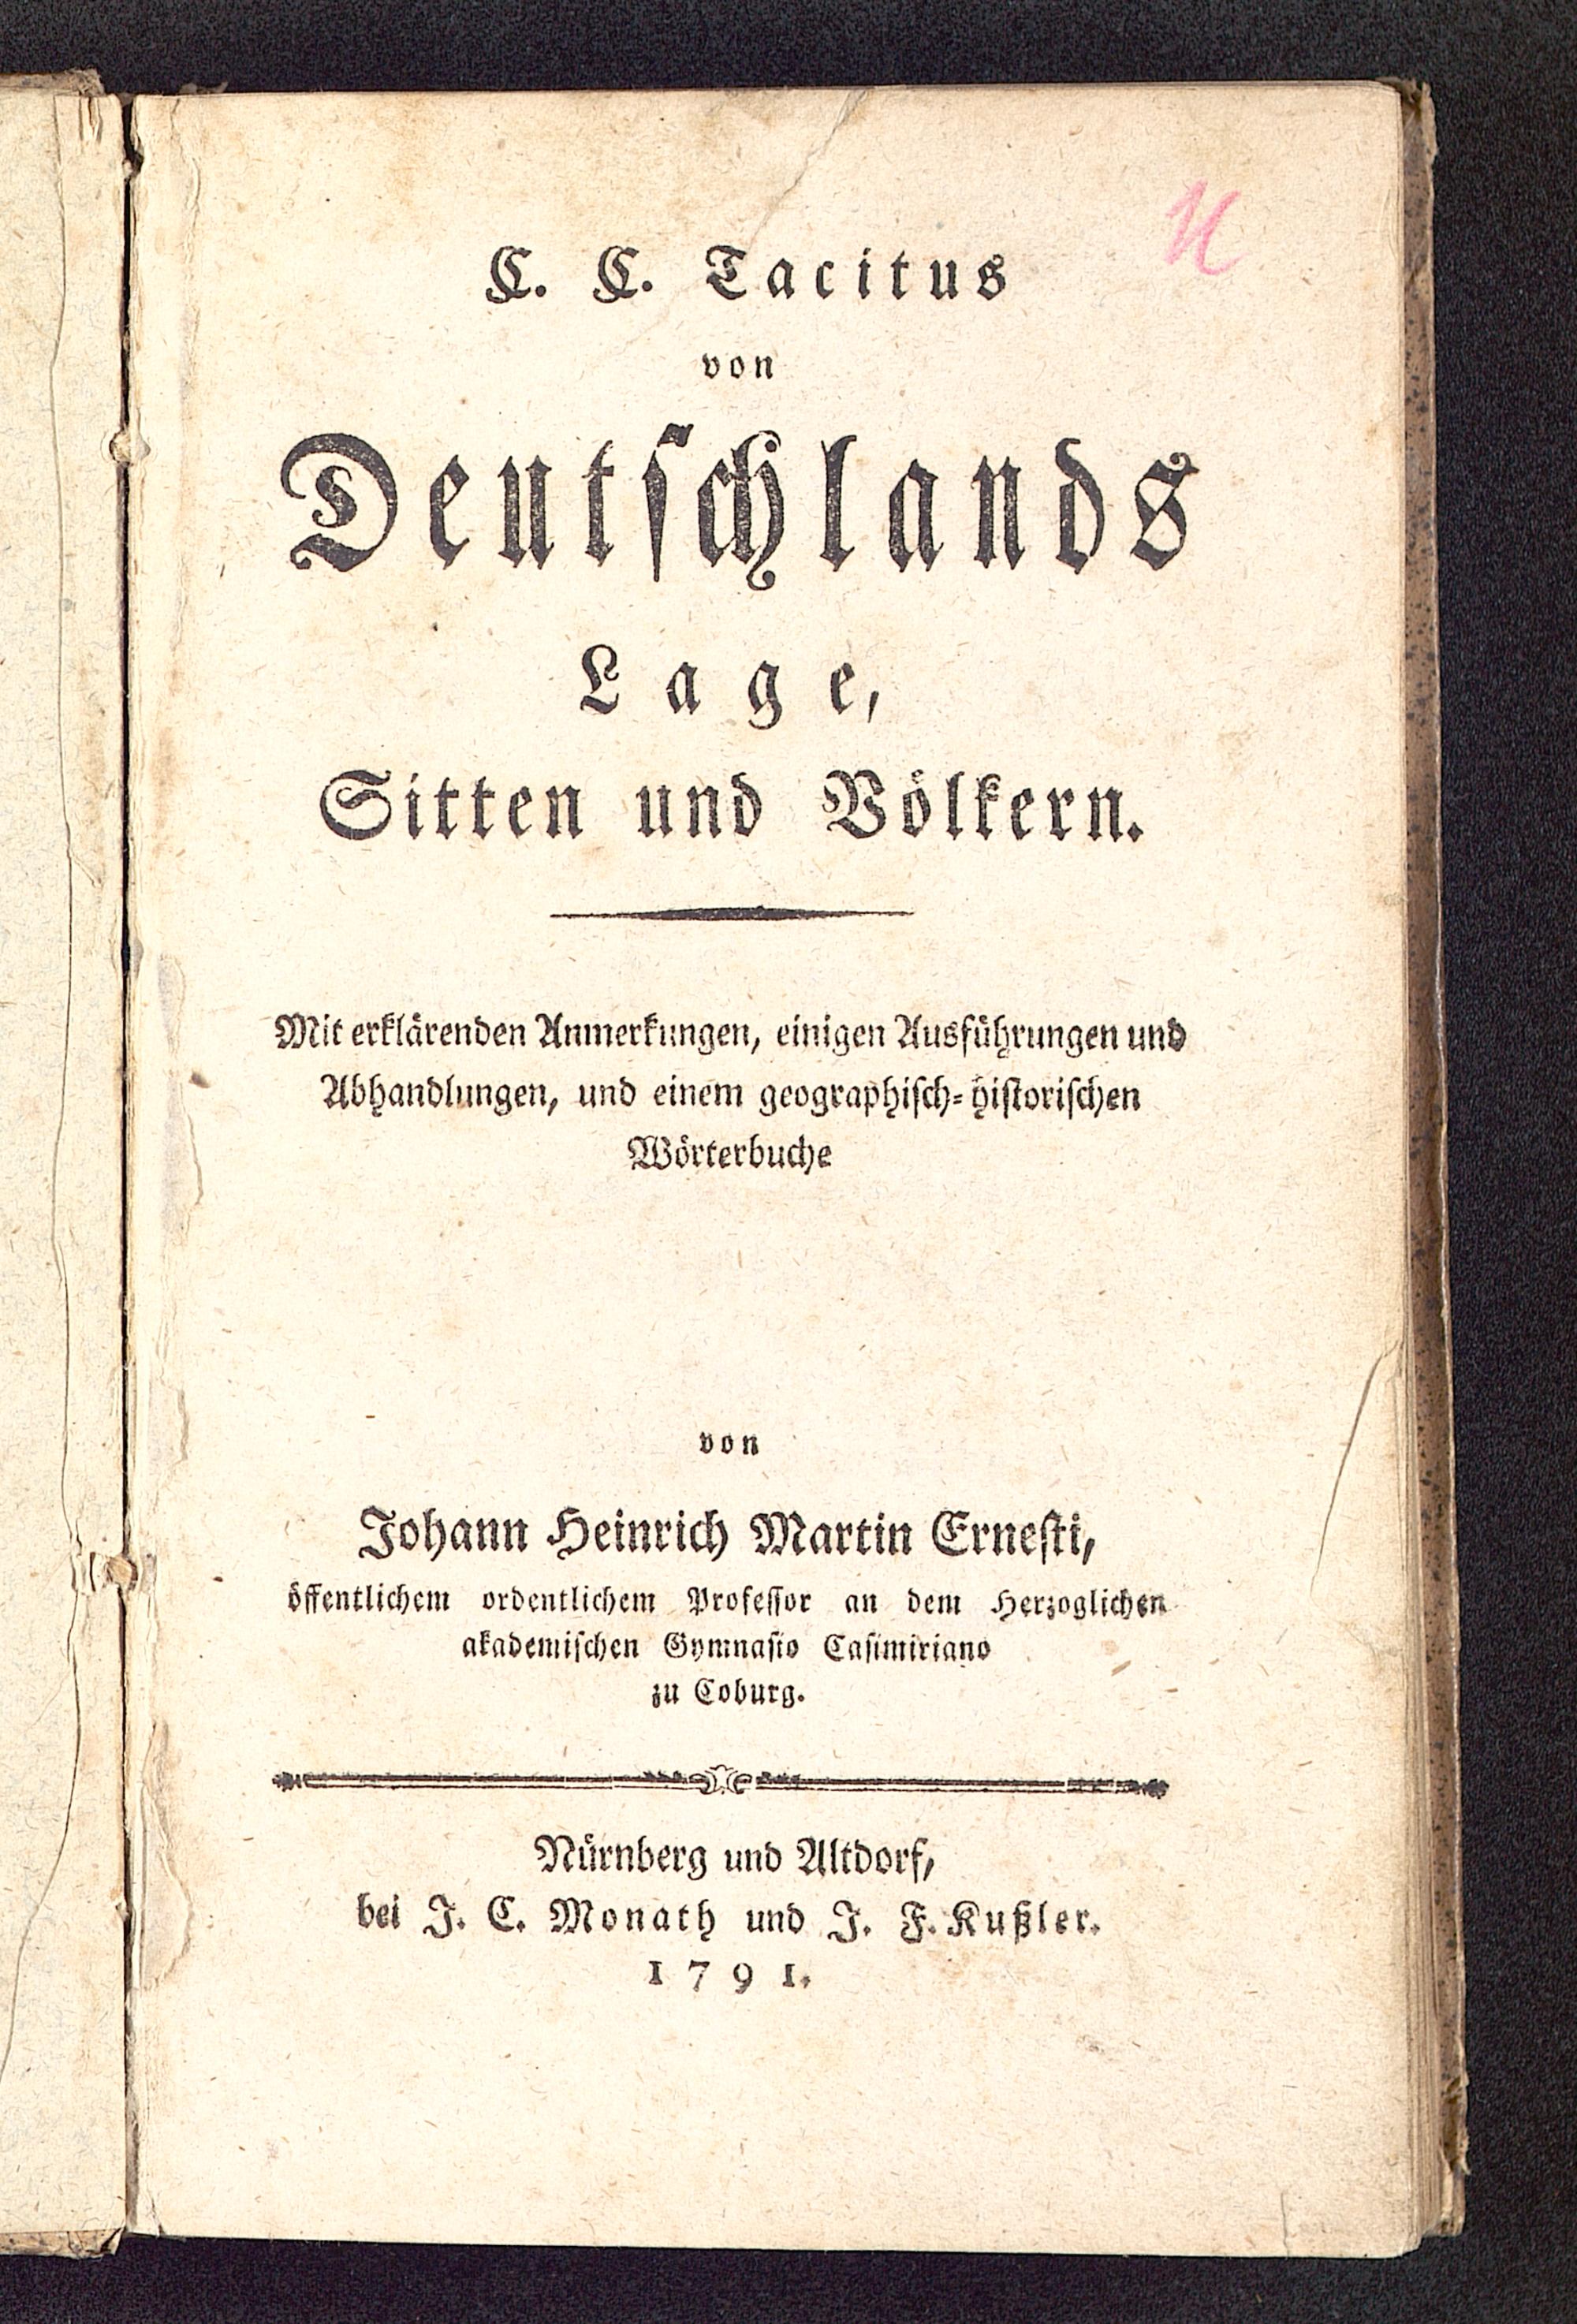 C. C. Tacitus
von
Deutschlands
Lage,
Sitten und Völkern.
Mit erklärenden Anmerkungen, einigen Ausführungen und
Abhandlungen, und einem geographisch-historischen
Wörterbuche
von
Johann Heinrich Martin Ernesti,
öffentlichem ordentlichem Professor an dem Herzoglichen
akademischen Gymnasio Casimiriano
zu Coburg.
Nürnberg und Altdorf,
bei J. C. Monath und J. F. Kußler.
1791.